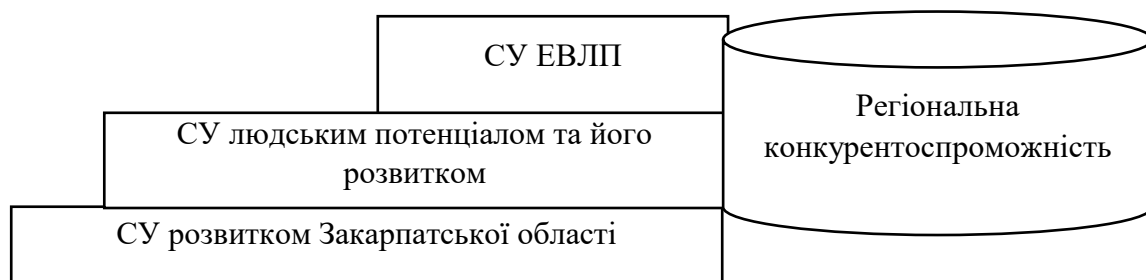 СУ ЕВЛП
СУ людським потенціалом та його
розвитком
СУ розвитком Закарпатської області
Регіональна
конкурентоспроможність